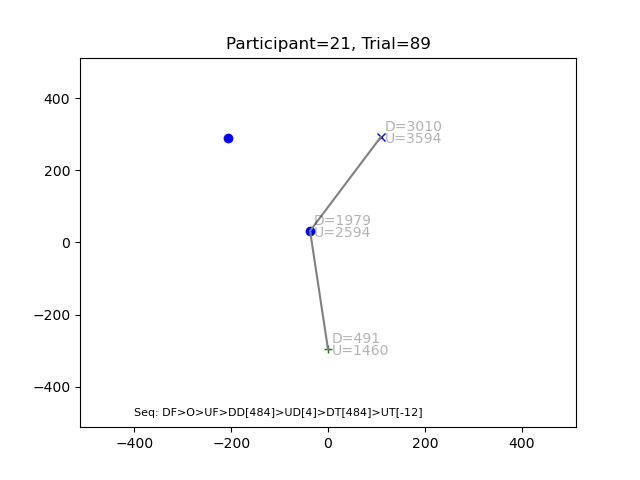 Participant=21, Trial=89
400
200
0
−200
−400
D=3010
U=3594
D=1979
U=2594
D=491
U=1460
Seq: DF>O>UF>DD[484]>UD[4]>DT[484]>UT[-12]
−400 −200 0 200 400